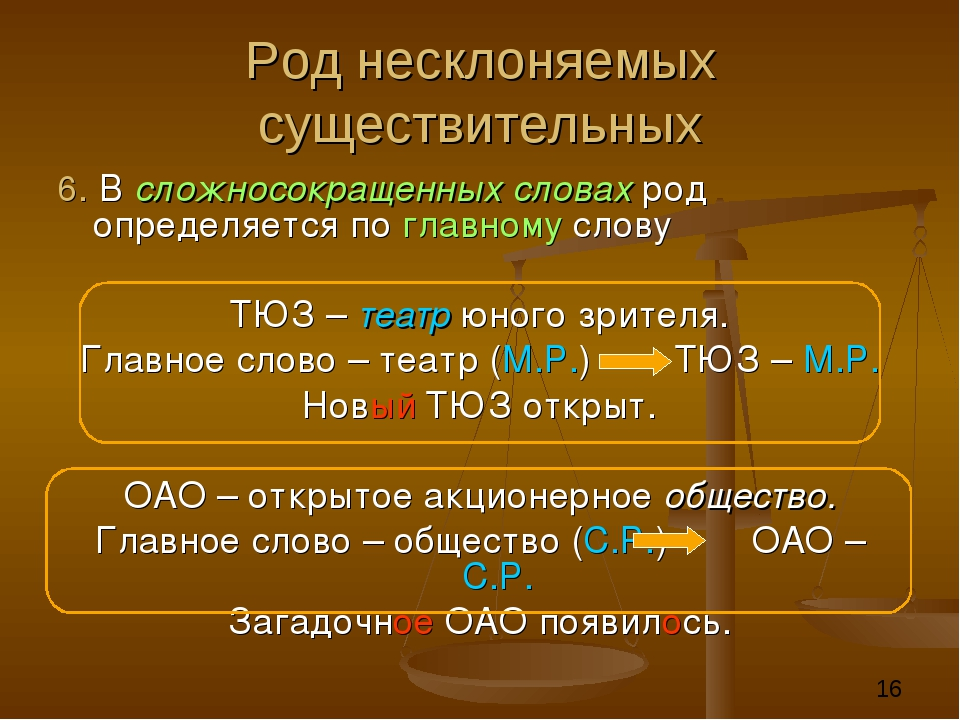 Род несклоняемых
существительных
6. В сложносокращенных словах род
определяется по главному слову
ТЮЗ – театр юного зрителя.
Главное слово – театр (М.Р.) ТЮЗ – М.Р.
Новый ТЮЗ открыт.
ОАО – открытое акционерное общество.
Главное слово – общество (С.Р.) ОАО –
С.Р.
Загадочное ОАО появилось.
16